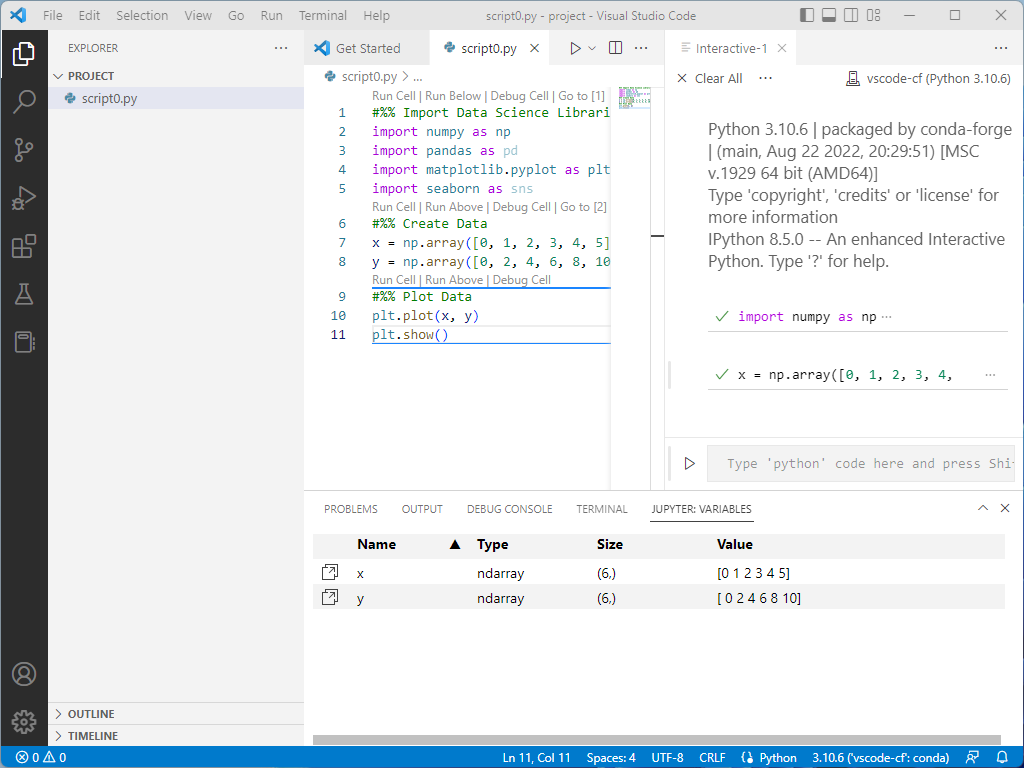 File Edit Selection View Go Run Terminal Help script0.py - project - Visual Studio Code
EXPLORER
PROJECT
script0.py
Get Started script0.py
script0.py > ...
Run Cell | Run Below | Debug Cell | Go to [1]
1 #%% Import Data Science Librari
2 import numpy as np
3 import pandas as pd
4 import matplotlib.pyplot as plt
5 import seaborn as sns
Run Cell | Run Above | Debug Cell | Go to [2]
6 #%% Create Data
7 x = np.array([0, 1, 2, 3, 4, 5]
8 y = np.array([0, 2, 4, 6, 8, 10
Run Cell | Run Above | Debug Cell
9 #%% Plot Data
10 plt.plot(x, y)
11 plt.show()
Interactive-1
Clear All ... vscode-cf (Python 3.10.6)
Python 3.10.6 | packaged by conda-forge
| (main, Aug 22 2022, 20:29:51) [MSC
v.1929 64 bit (AMD64)]
Type 'copyright', 'credits' or 'license' for
more information
IPython 8.5.0 -- An enhanced Interactive
Python. Type '?' for help.
import numpy as np ...
x = np.array([0, 1, 2, 3, 4, ...
Type 'python' code here and press Shi
PROBLEMS OUTPUT DEBUG CONSOLE TERMINAL JUPYTER: VARIABLES
Name Type Size Value
x ndarray (6,) [0 1 2 3 4 5]
y ndarray (6,) [ 0 2 4 6 8 10]
OUTLINE
TIMELINE
0 0 Ln 11, Col 11 Spaces: 4 UTF-8 CRLF Python 3.10.6 ('vscode-cf': conda)